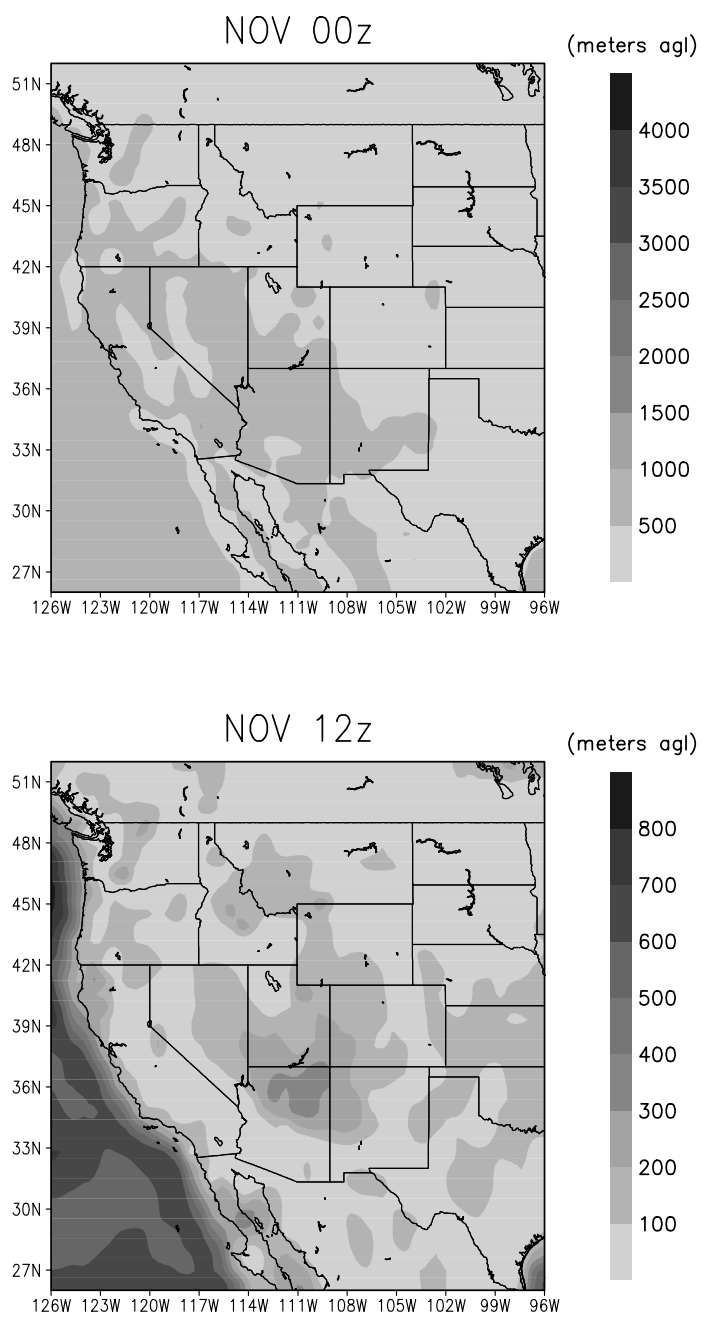 NOV 00z
(meters agl)
51N
48N
45N
42N
39N
36N
33N
30N
27N
126W 123W 120W 117W 114W 111W 108W 105W 102W 99W 96W
4000
3500
3000
2500
2000
1500
1000
500
NOV 12z
(meters agl)
51N
48N
45N
42N
39N
36N
33N
30N
27N
126W 123W 120W 117W 114W 111W 108W 105W 102W 99W 96W
800
700
600
500
400
300
200
100